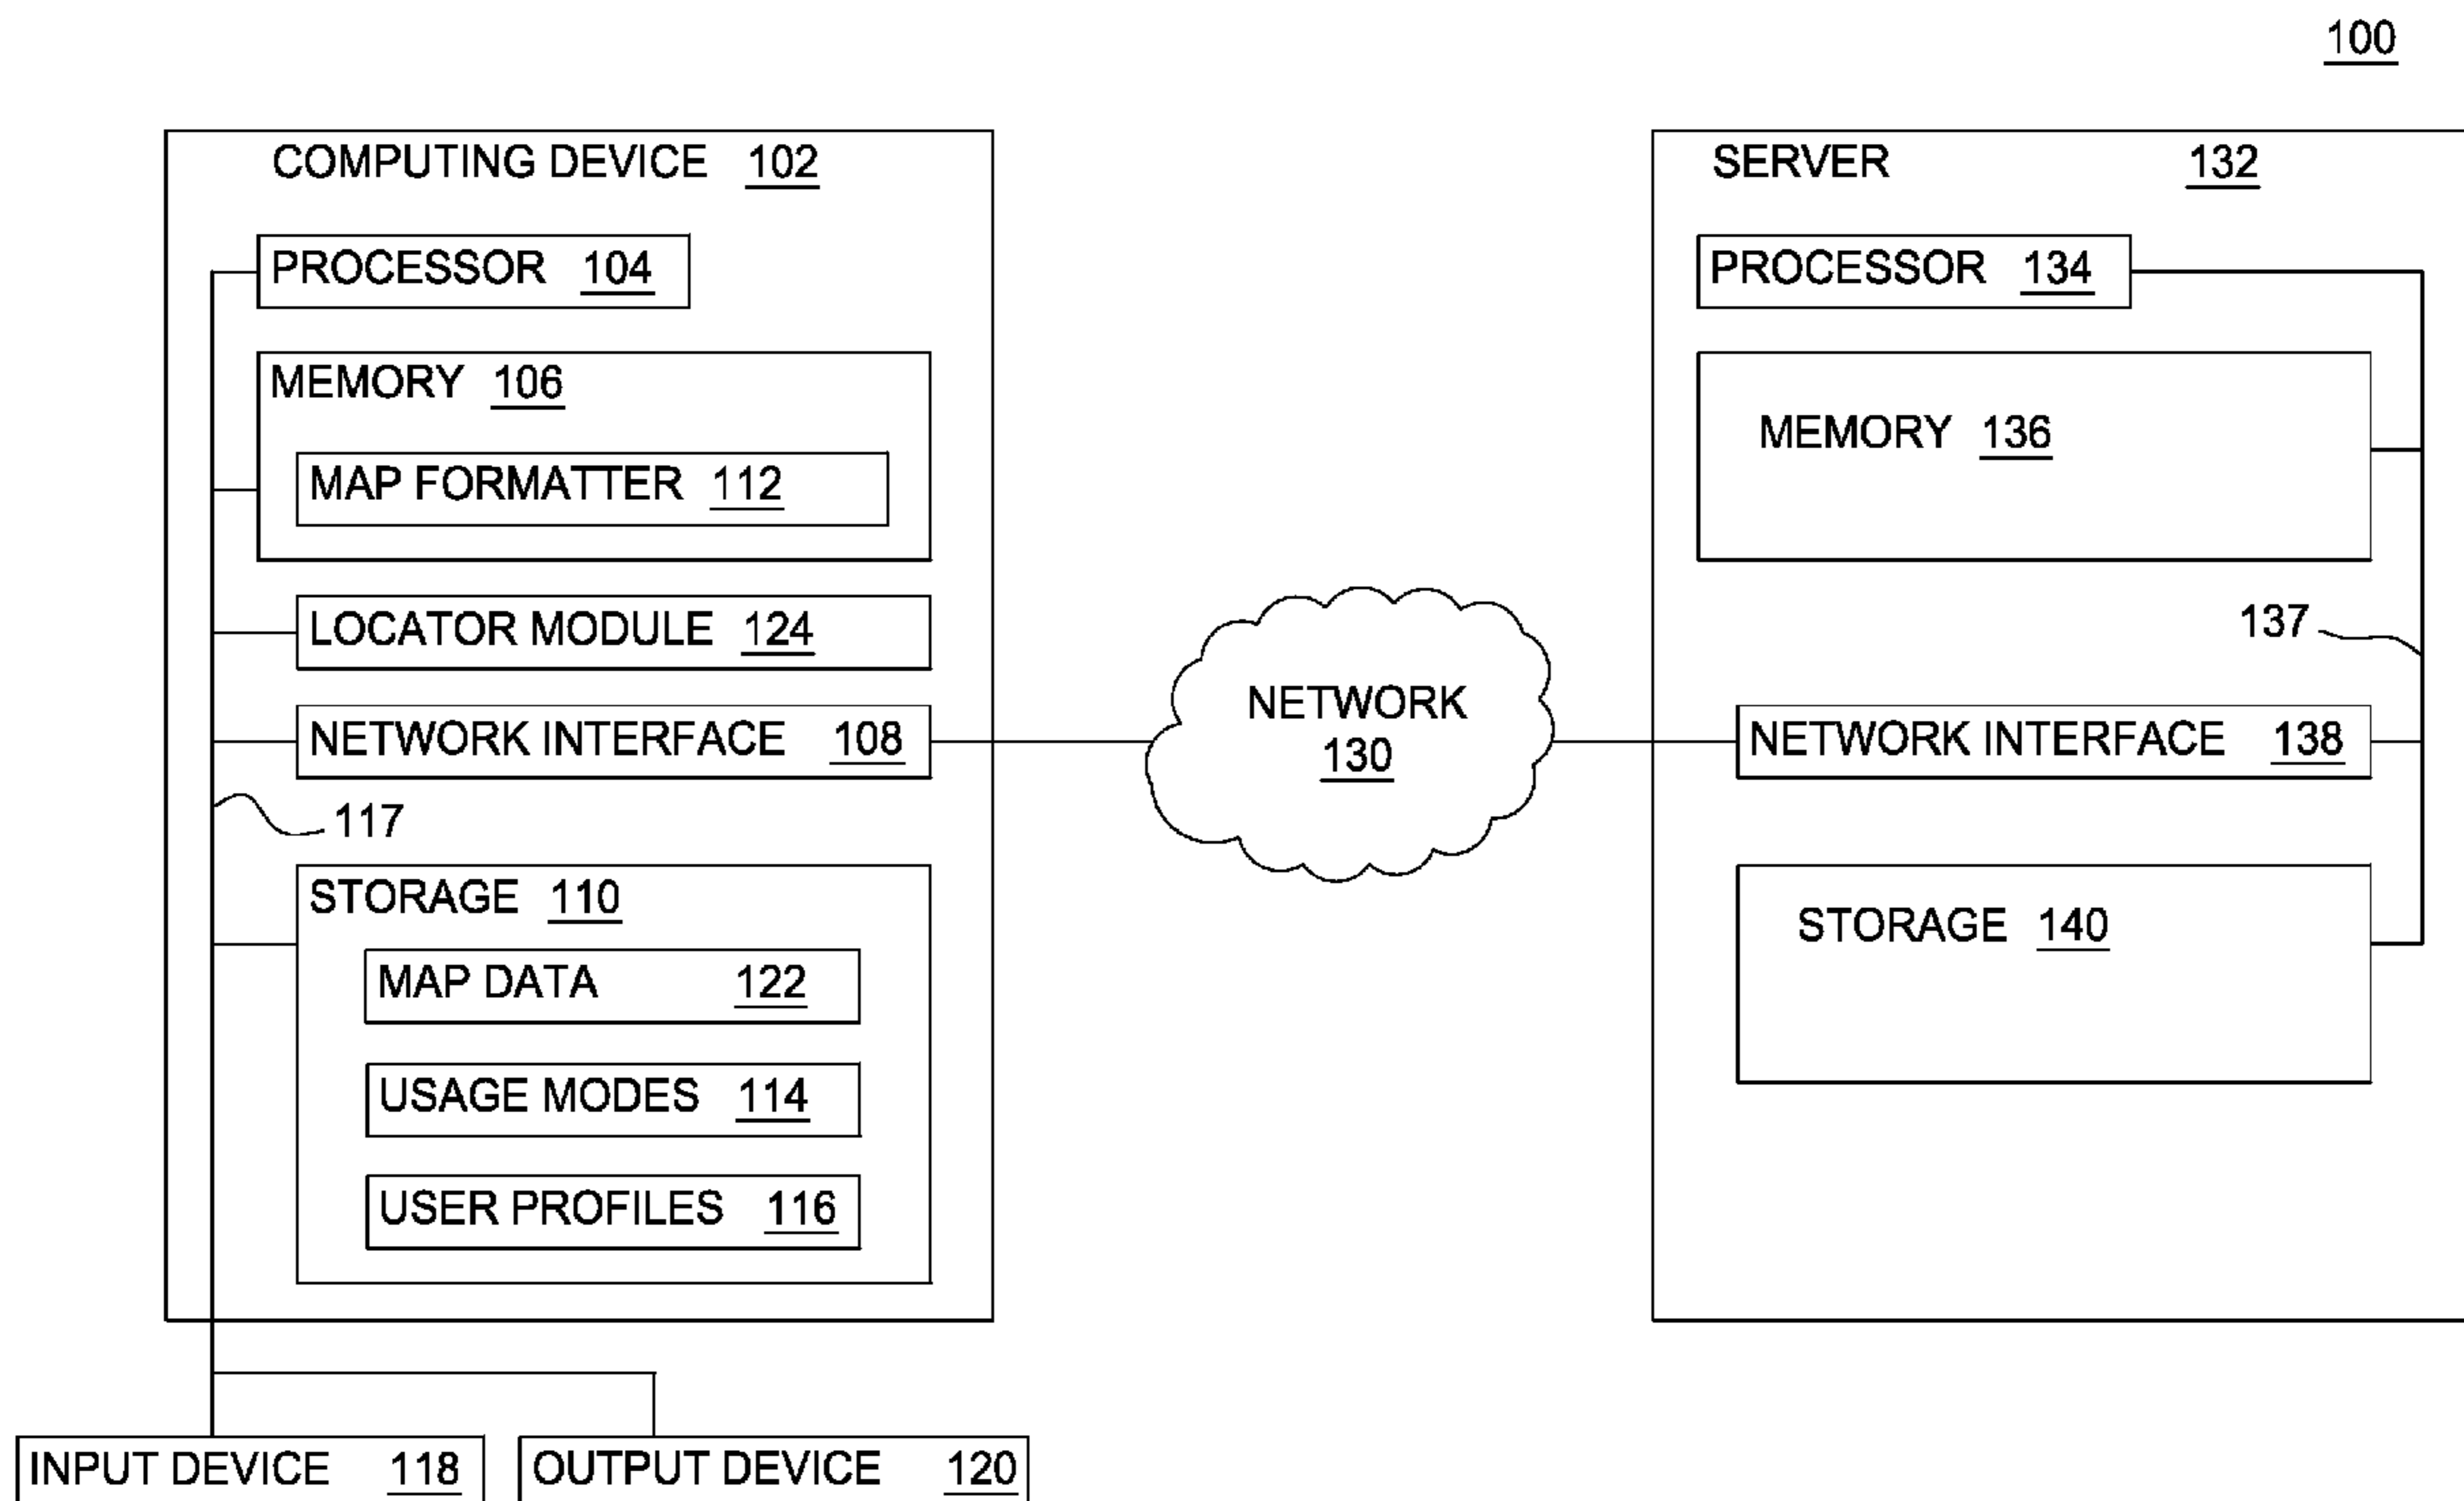 100
COMPUTING DEVICE 102
PROCESSOR 104
MEMORY 106
MAP FORMATTER 112
LOCATOR MODULE 124
NETWORK INTERFACE 108
117
STORAGE 110
MAP DATA 122
USAGE MODES 114
USER PROFILES 116
INPUT DEVICE 118
OUTPUT DEVICE 120
NETWORK
130
SERVER 132
PROCESSOR 134
MEMORY 136
137
NETWORK INTERFACE 138
STORAGE 140